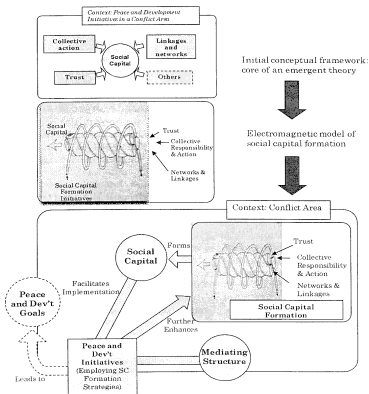 Context: Peace and Development
Initiatives in a Conflict Area
Collective
action
Linkages
and
networks
Social
Capital
Trust
Others
Initial conceptual framework:
core of an emergent theory
Social
Capital
Trust
Collective
Responsibility
& Action
Networks &
Linkages
Social Capital
Formation
Initiatives
Electromagnetic model of
social capital formation
Context: Conflict Area
Social
Capital
Forms
Trust
Collective
Responsibility
& Action
Networks &
Linkages
Social Capital
Formation
Peace
and Dev't
Goals
Facilitates
Implementation
Further
Enhances
Peace and
Dev't
Initiatives
(Employing SC
Formation
Strategies)
Mediating
Structure
Leads to